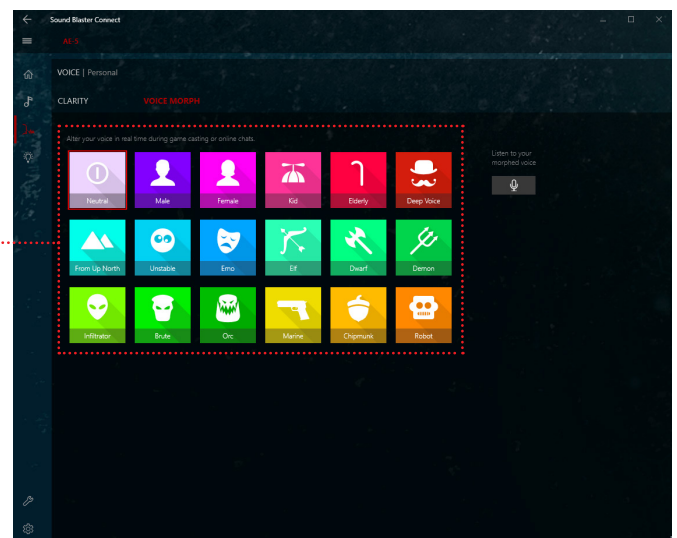 Sound Blaster Connect
AE-5
VOICE | Personal
CLARITY VOICE MORPH
Alter your voice in real time during game casting or online chats.
Listen to your
morphed voice
Neutral Male Female Kid Elderly Deep Voice
From Up North Unstable Emo Elf Dwarf Demon
Infiltrator Brute Orc Marine Chipmunk Robot